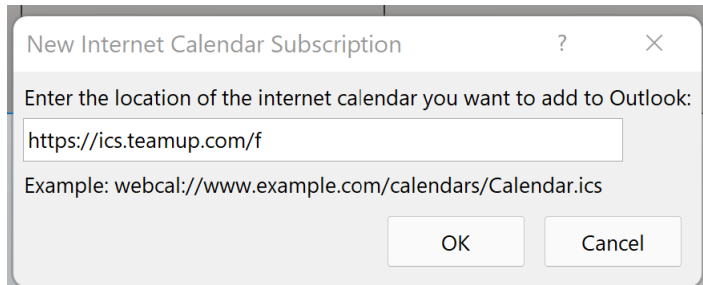 New Internet Calendar Subscription ?
Enter the location of the internet calendar you want to add to Outlook:
https://ics.teamup.com/f
Example: webcal://www.example.com/calendars/Calendar.ics
OK Cancel